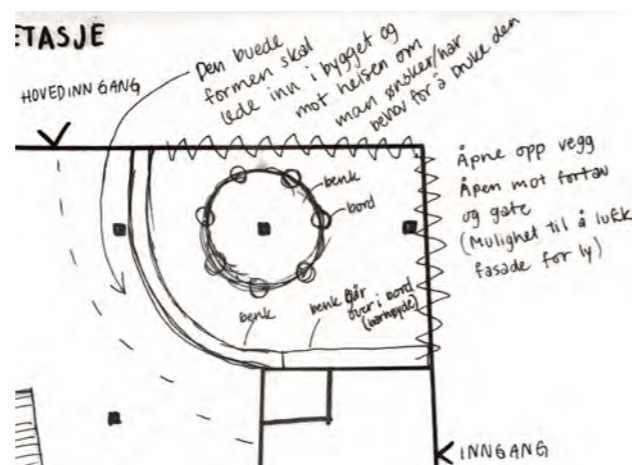 ETASJE
HOVEDINNGANG
Den buede
formen skal
lede inn i bygget og
mot heisen om
man ønsker/har
behov for å bruke den
benk
bord
Åpne opp vegg
Åpen mot fortau
og gate
(Mulighet til å lukk
fasade for ly)
benk
benk går
over i bord
(barhøyde)
INNGANG